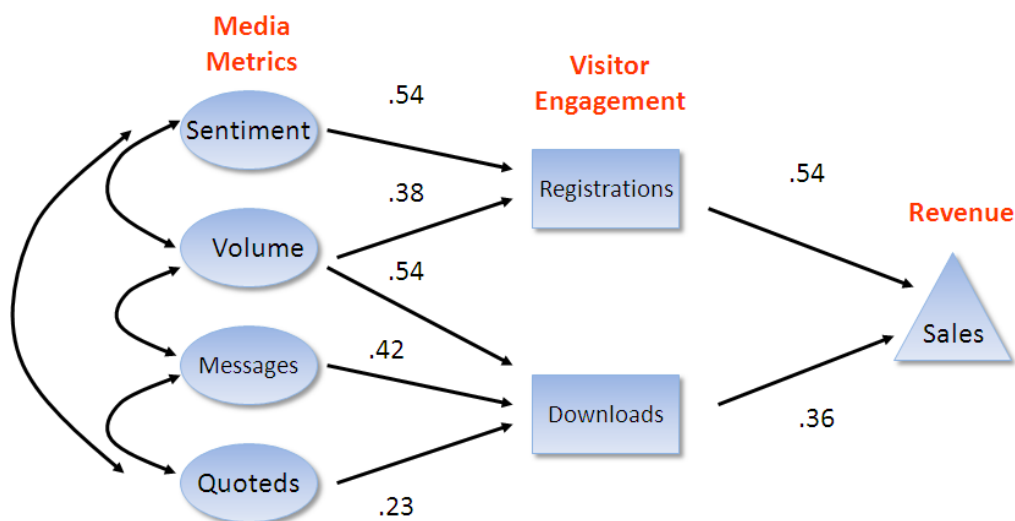 Media
Metrics
Visitor
Engagement
Revenue
Sentiment
.54
Registrations
.54
.38
Volume
.54
Sales
Messages
.42
Downloads
.36
Quoteds
.23